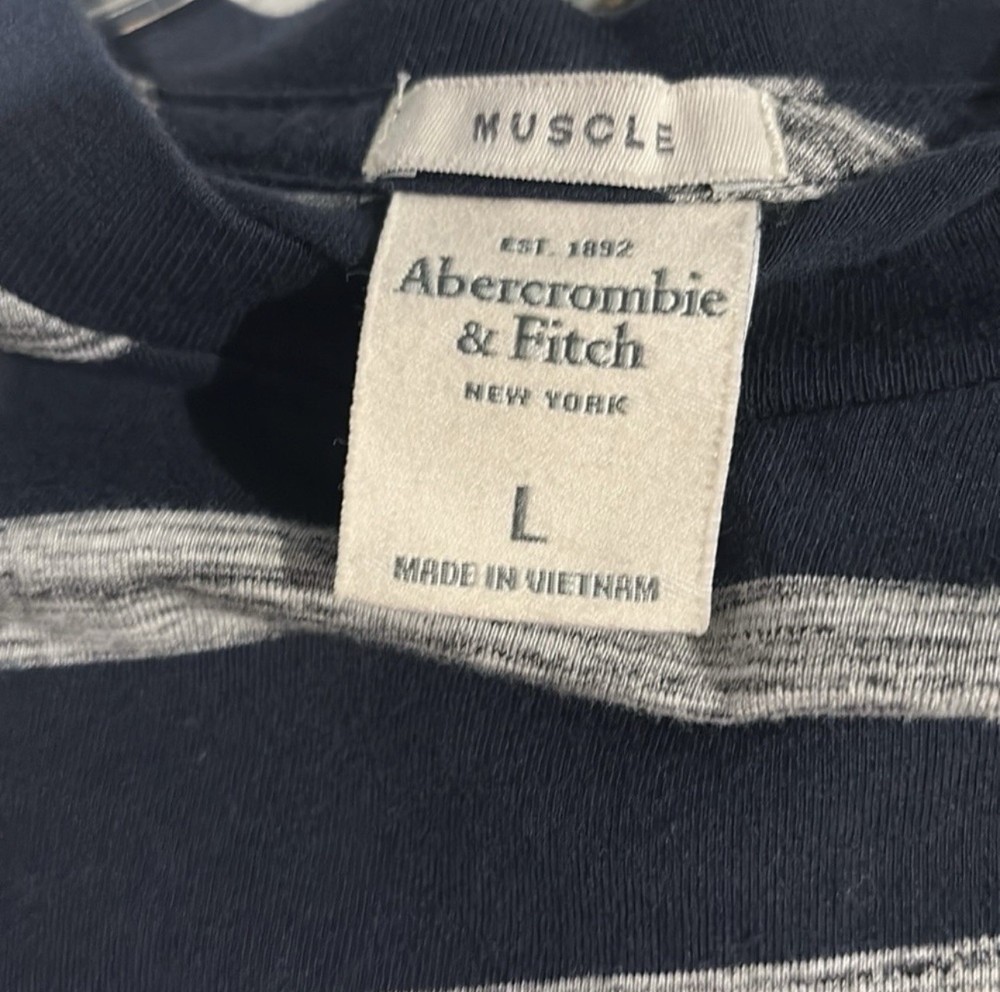 MUSCLE
EST. 1892
Abercrombie
& Fitch
NEW YORK
L
MADE IN VIETNAM